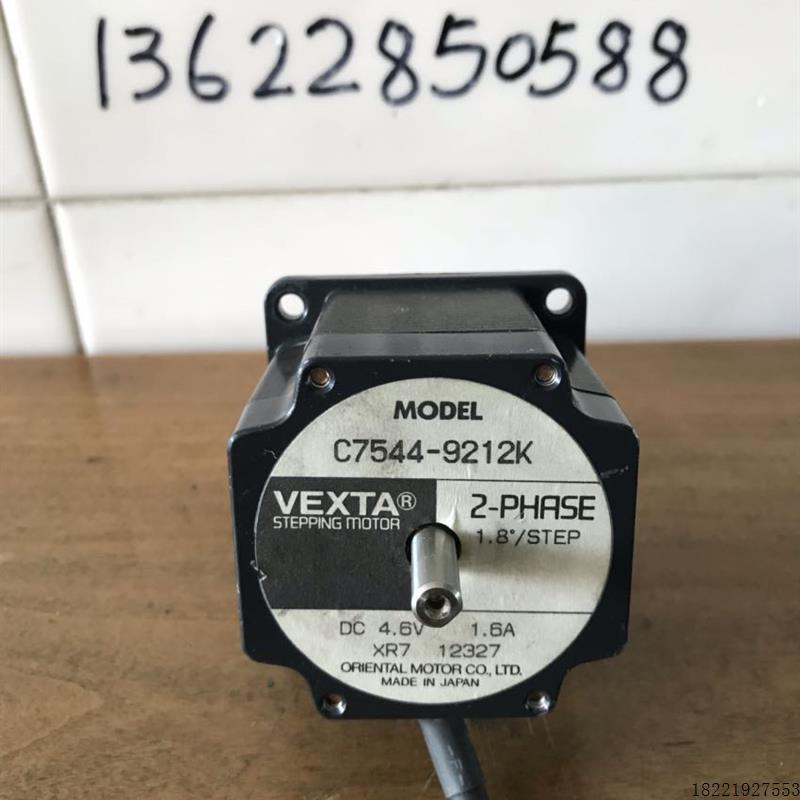 13622850588
MODEL
C7544-9212K
VEXTA®
STEPPING MOTOR
2-PHASE
1.8°/STEP
DC 4.6V 1.6A
XR7 12327
ORIENTAL MOTOR CO., LTD.
MADE IN JAPAN
18221927553